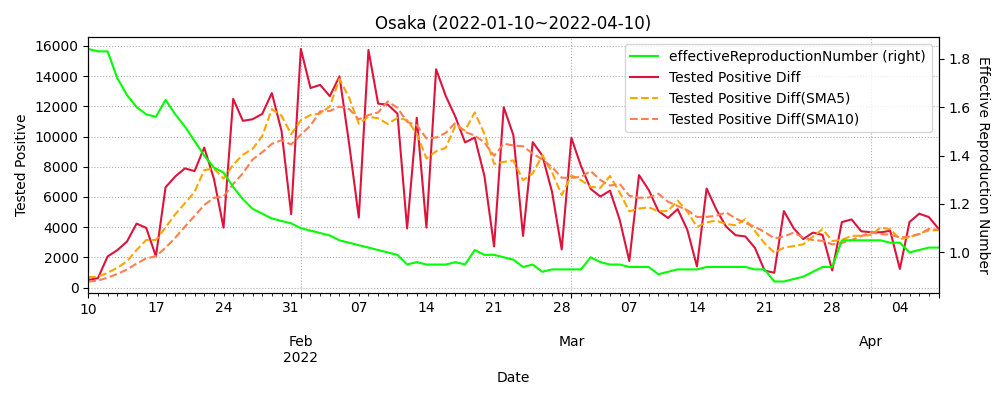 Osaka (2022-01-10~2022-04-10)
effectiveReproductionNumber (right)
Tested Positive Diff
Tested Positive Diff(SMA5)
Tested Positive Diff(SMA10)
16000
14000
12000
10000
8000
6000
4000
2000
0
Tested Positive
1.8
1.6
1.4
1.2
1.0
Effective Reproduction Number
10 17 24 31 07 14 21 28 07 14 21 28 04
Feb Mar Apr
2022
Date